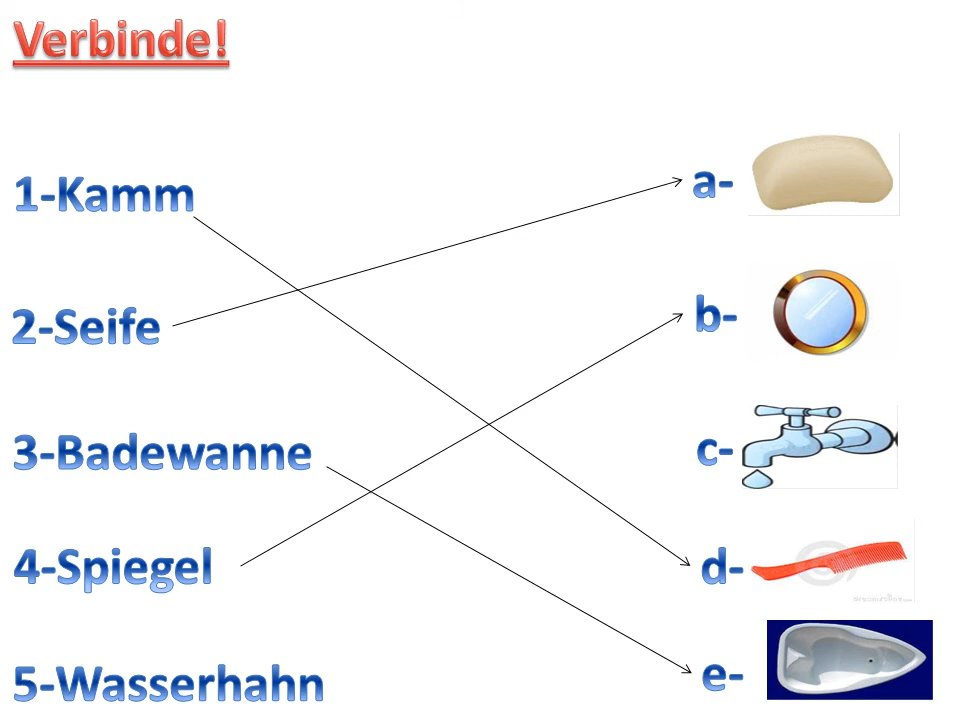 Verbinde!
1-Kamm
a-
2-Seife
b-
3-Badewanne
c-
4-Spiegel
d-
5-Wasserhahn
e-